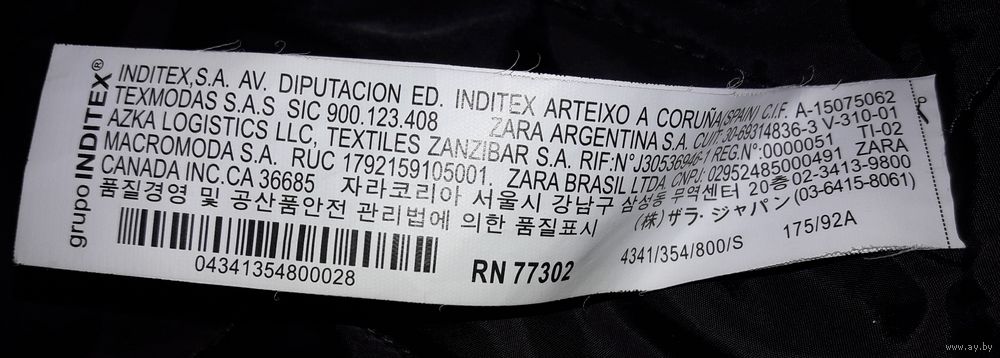 grupo INDITEX®
INDITEX,S.A. AV. DIPUTACION ED. INDITEX ARTEIXO A CORUÑA(SPAIN) C.I.F. A-15075062
TEXMODAS S.A.S SIC 900.123.408 ZARA ARGENTINA S.A. CUIT:30-69314836-3 V-310-01
AZKA LOGISTICS LLC, TEXTILES ZANZIBAR S.A. RIF:N°J30536946-1 REG.N°:0000051 TI-02
MACROMODA S.A. RUC 1792159105001 ZARA BRASIL LTDA. CNPJ: 02952485000491 ZARA
CANADA INC.CA 36685 자라코리아 서울시 강남구 삼성동 무역센터 20층 02-3413-9800
품질경영 및 공산품안전 관리법에 의한 품질표시 (株)ザラ・ジャパン(03-6415-8061)
04341354800028
RN 77302
4341/354/800/S
175/92A
www.ay.by